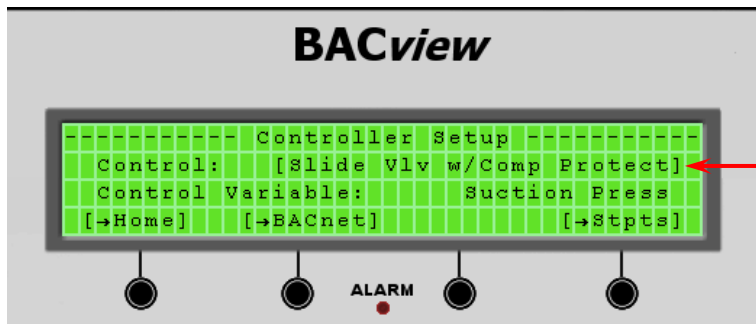 BACview
----------- Controller Setup -----------
Control: [Slide Vlv w/Comp Protect]
Control Variable: Suction Press
[→Home] [→BACnet] [→Stpts]
ALARM